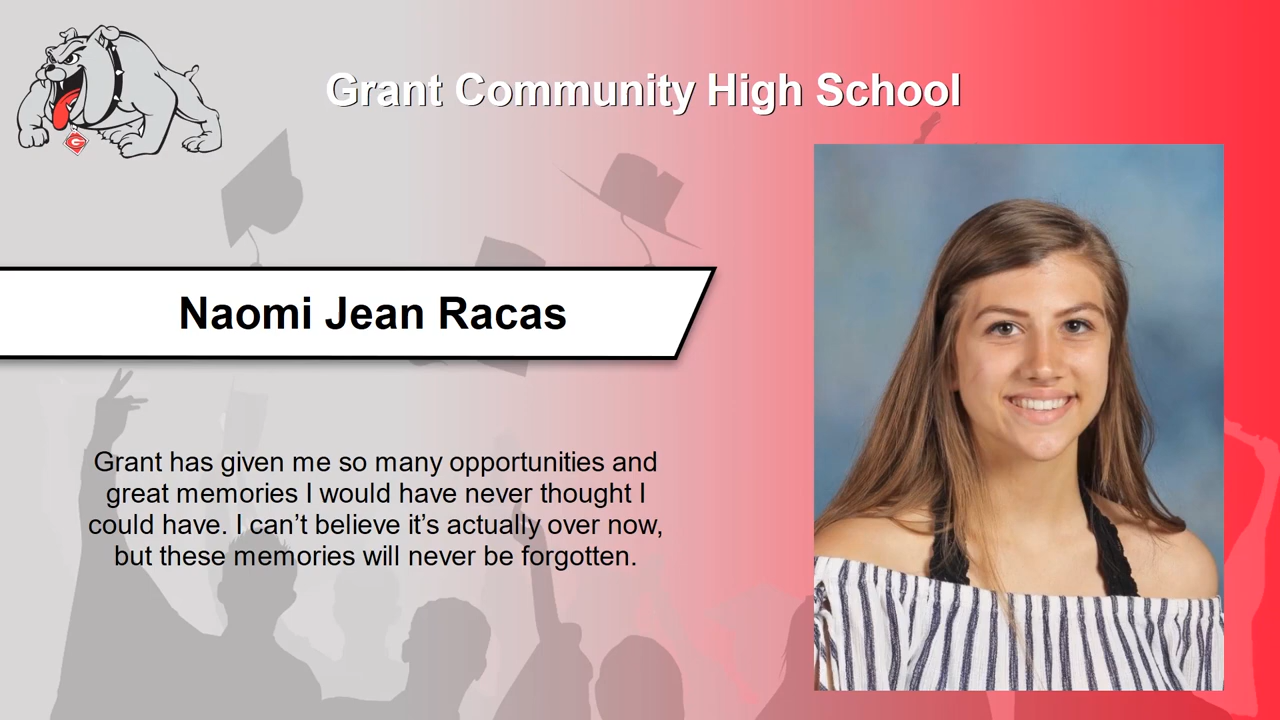 Grant Community High School
G
Naomi Jean Racas
Grant has given me so many opportunities and
great memories I would have never thought I
could have. I can’t believe it’s actually over now,
but these memories will never be forgotten.